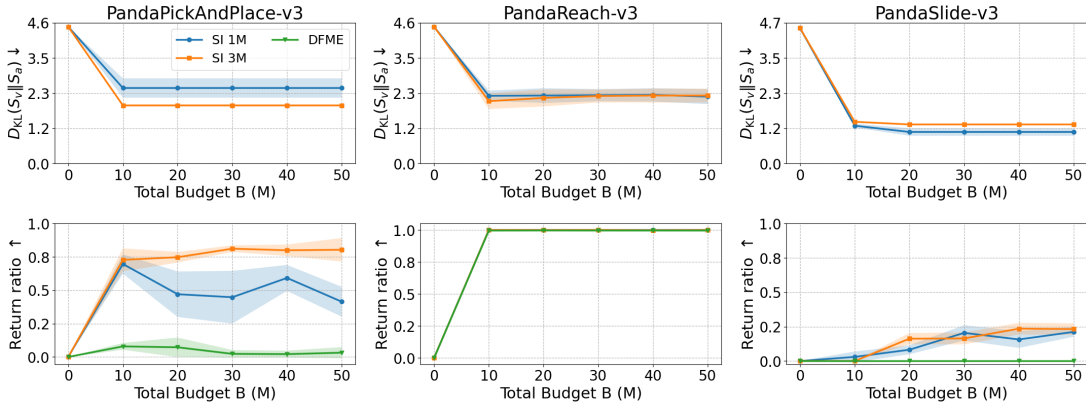 PandaPickAndPlace-v3
D_KL(S_v‖S_a) ↓
4.6
3.5
2.3
1.2
0.0
SI 1M
SI 3M
DFME
0 10 20 30 40 50
Total Budget B (M)
PandaReach-v3
D_KL(S_v‖S_a) ↓
4.6
3.5
2.3
1.2
0.0
0 10 20 30 40 50
Total Budget B (M)
PandaSlide-v3
D_KL(S_v‖S_a) ↓
4.7
3.5
2.3
1.2
0.0
0 10 20 30 40 50
Total Budget B (M)
Return ratio ↑
1.0
0.8
0.5
0.2
0.0
0 10 20 30 40 50
Total Budget B (M)
Return ratio ↑
1.0
0.8
0.5
0.2
0.0
0 10 20 30 40 50
Total Budget B (M)
Return ratio ↑
1.0
0.8
0.5
0.2
0.0
0 10 20 30 40 50
Total Budget B (M)